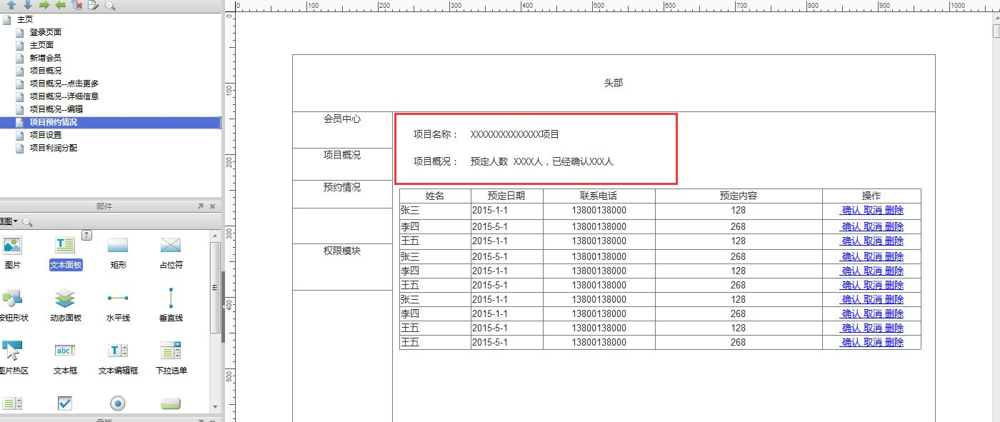 0 100 200 300 400 500 600 700 800 900 1000
主页
登录页面
主页面
新增会员
项目概况
项目概况--点击更多
项目概况--详细信息
项目概况--编辑
项目预约情况
项目设置
项目利润分配
部件
框图
?
图片 文本面板 矩形 占位符
按钮形状 动态面板 水平线 垂直线
abc
图片热区 文本框 文本编辑框 下拉选单
母版
0
100
200
300
400
500
头部
会员中心
项目概况
预约情况
权限模块
项目名称： XXXXXXXXXXXXXX项目
项目概况： 预定人数 XXXX人，已经确认XXX人
姓名 预定日期 联系电话 预定内容 操作
张三 2015-1-1 13800138000 128 确认 取消 删除
李四 2015-5-1 13800138000 268 确认 取消 删除
王五 2015-1-1 13800138000 128 确认 取消 删除
张三 2015-5-1 13800138000 268 确认 取消 删除
李四 2015-1-1 13800138000 128 确认 取消 删除
王五 2015-5-1 13800138000 268 确认 取消 删除
张三 2015-5-1 13800138000 128 确认 取消 删除
李四 2015-1-1 13800138000 268 确认 取消 删除
王五 2015-5-1 13800138000 128 确认 取消 删除
王五 2015-5-1 13800138000 268 确认 取消 删除